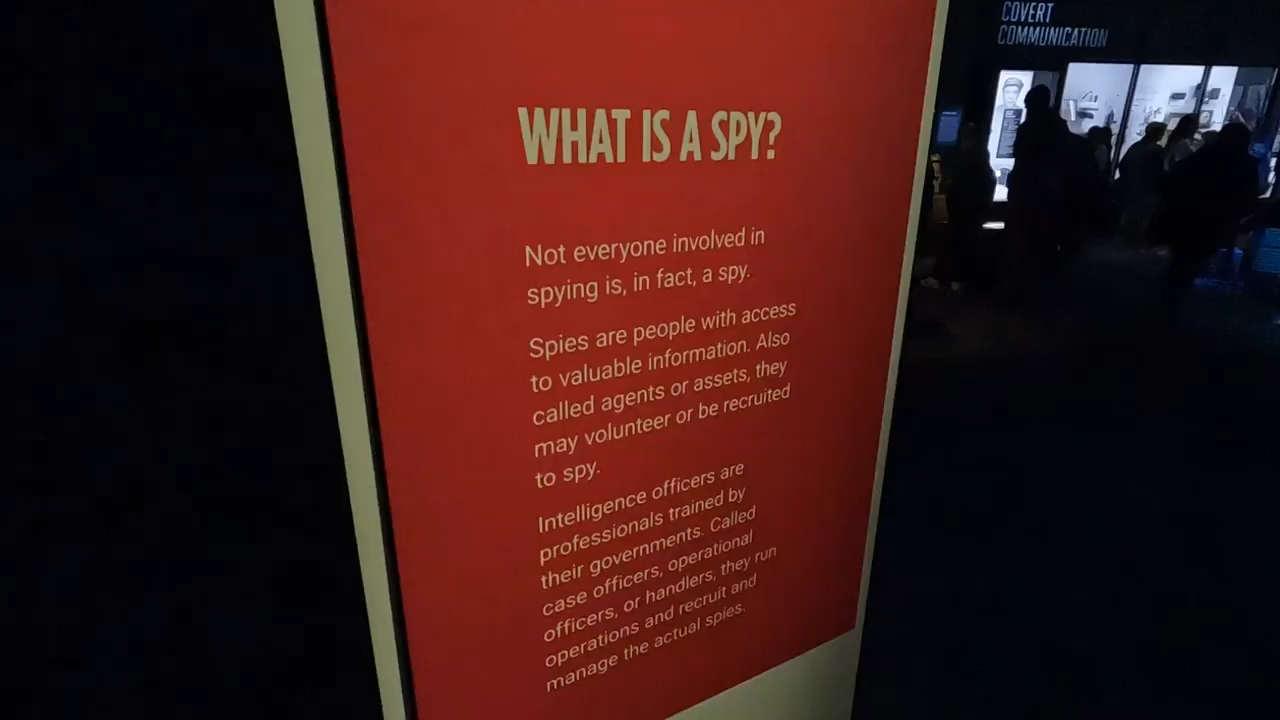 COVERT
COMMUNICATION
WHAT IS A SPY?
Not everyone involved in
spying is, in fact, a spy.
Spies are people with access
to valuable information. Also
called agents or assets, they
may volunteer or be recruited
to spy.
Intelligence officers are
professionals trained by
their governments. Called
case officers, operational
officers, or handlers, they run
operations and recruit and
manage the actual spies.